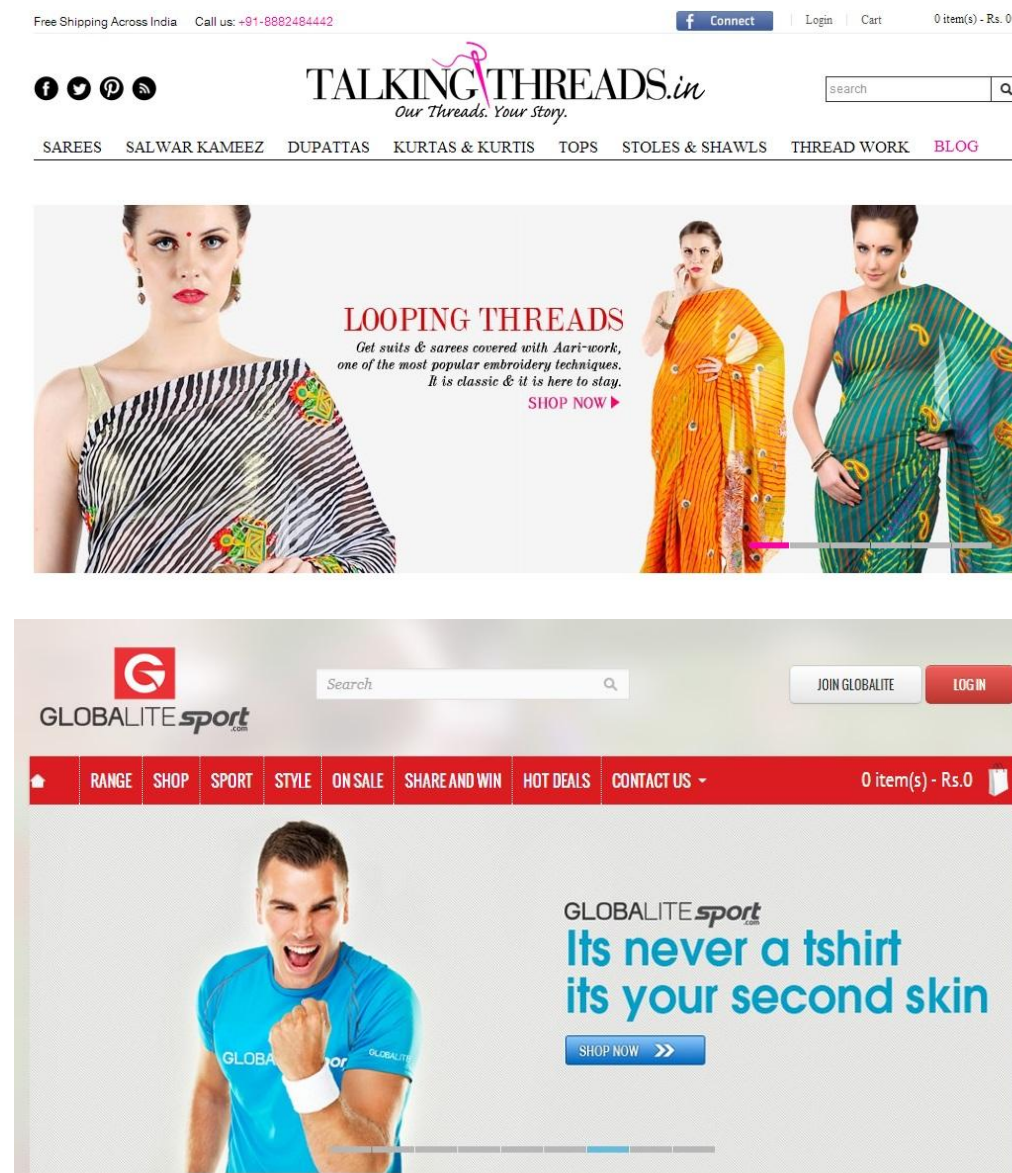 Free Shipping Across India Call us: +91-8882484442
Connect Login Cart 0 item(s) - Rs. 0
TALKING THREADS.in
Our Threads. Your Story.
search
SAREES SALWAR KAMEEZ DUPATTAS KURTAS & KURTIS TOPS STOLES & SHAWLS THREAD WORK BLOG
LOOPING THREADS
Get suits & sarees covered with Aari-work,
one of the most popular embroidery techniques.
It is classic & it is here to stay.
SHOP NOW
GLOBALITE sport
.com
Search
JOIN GLOBALITE LOG IN
RANGE SHOP SPORT STYLE ON SALE SHARE AND WIN HOT DEALS CONTACT US 0 item(s) - Rs.0
GLOBALITE sport
.com
Its never a tshirt
its your second skin
SHOP NOW